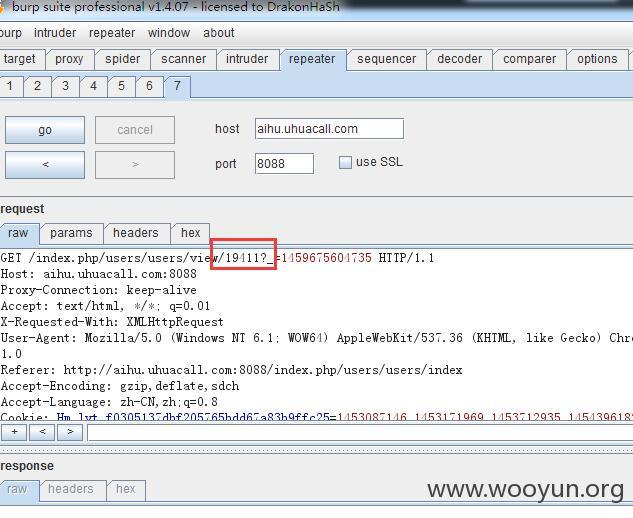 burp suite professional v1.4.07 - licensed to DrakonHaSh
burp intruder repeater window about
target proxy spider scanner intruder repeater sequencer decoder comparer options
1 2 3 4 5 6 7
go cancel host aihu.uhuacall.com
< > port 8088 use SSL
request
raw params headers hex
GET /index.php/users/users/view/19411?_=1459675604735 HTTP/1.1
Host: aihu.uhuacall.com:8088
Proxy-Connection: keep-alive
Accept: text/html, */*; q=0.01
X-Requested-With: XMLHttpRequest
User-Agent: Mozilla/5.0 (Windows NT 6.1; WOW64) AppleWebKit/537.36 (KHTML, like Gecko) Chro
1.0
Referer: http://aihu.uhuacall.com:8088/index.php/users/users/index
Accept-Encoding: gzip,deflate,sdch
Accept-Language: zh-CN,zh;q=0.8
Cookie: Hm_lvt_f0305137dbf205765bdd67a83b9ffc25=1453087146,1453171969,1453712935,1454396182
+ < >
response
raw headers hex
www.wooyun.org